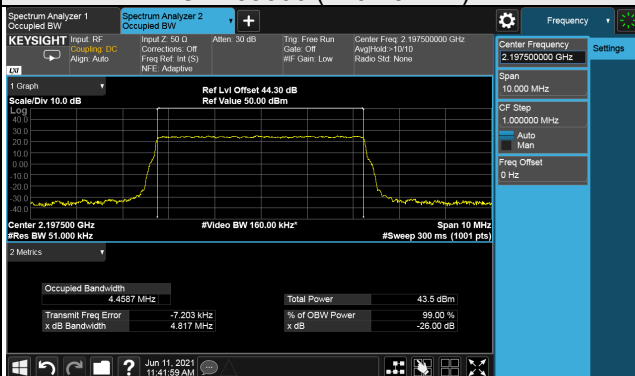 Spectrum Analyzer 1
Occupied BW
Spectrum Analyzer 2
Occupied BW
Frequency
KEYSIGHT
Input: RF
Coupling: DC
Align: Auto
Input Z: 50 Ω
Corrections: Off
Freq Ref: Int (S)
NFE: Adaptive
Atten: 30 dB
Trig: Free Run
Gate: Off
#IF Gain: Low
Center Freq: 2.197500000 GHz
Avg|Hold:>10/10
Radio Std: None
LXI
Center Frequency
2.197500000 GHz
Settings
Span
10.000 MHz
CF Step
1.000000 MHz
Auto
Man
Freq Offset
0 Hz
1 Graph
Scale/Div 10.0 dB
Ref Lvl Offset 44.30 dB
Ref Value 50.00 dBm
Log
40.0
30.0
20.0
10.0
0.00
-10.0
-20.0
-30.0
-40.0
Center 2.197500 GHz
#Res BW 51.000 kHz
#Video BW 160.00 kHz*
Span 10 MHz
#Sweep 300 ms (1001 pts)
2 Metrics
Occupied Bandwidth
4.4587 MHz
Total Power 43.5 dBm
Transmit Freq Error -7.203 kHz
% of OBW Power 99.00 %
x dB Bandwidth 4.817 MHz
x dB -26.00 dB
?
Jun 11, 2021
11:41:59 AM